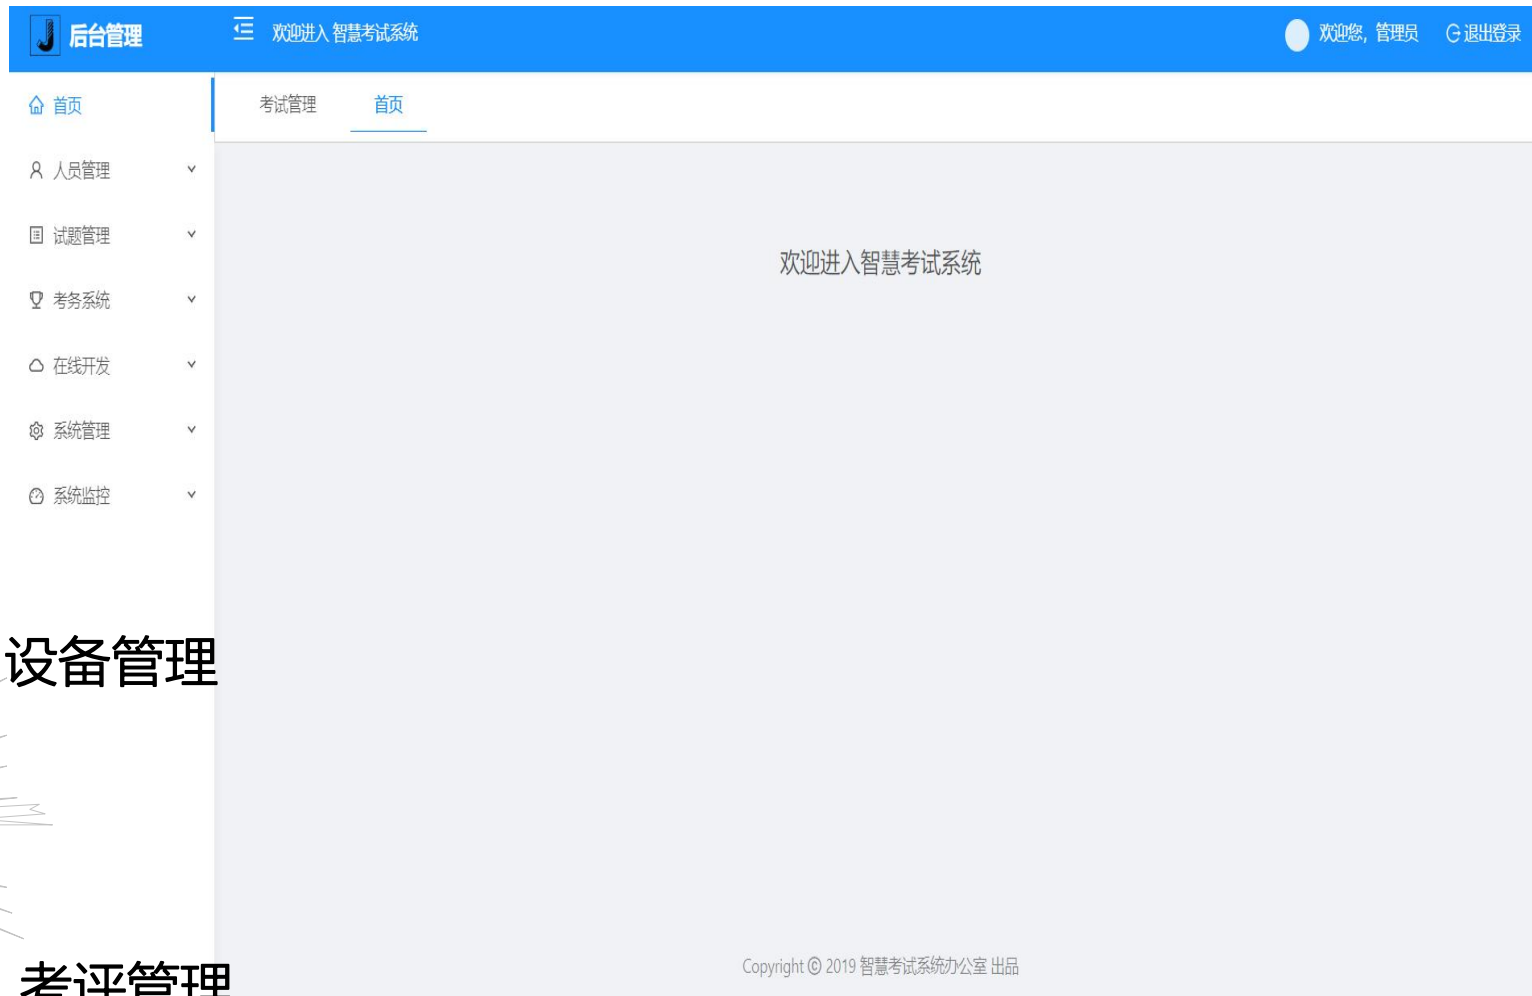 后台管理
欢迎进入 智慧考试系统
欢迎您，管理员
退出登录
首页
考试管理
首页
人员管理
试题管理
考务系统
在线开发
系统管理
系统监控
欢迎进入智慧考试系统
设备管理
考评管理
Copyright © 2019 智慧考试系统办公室 出品